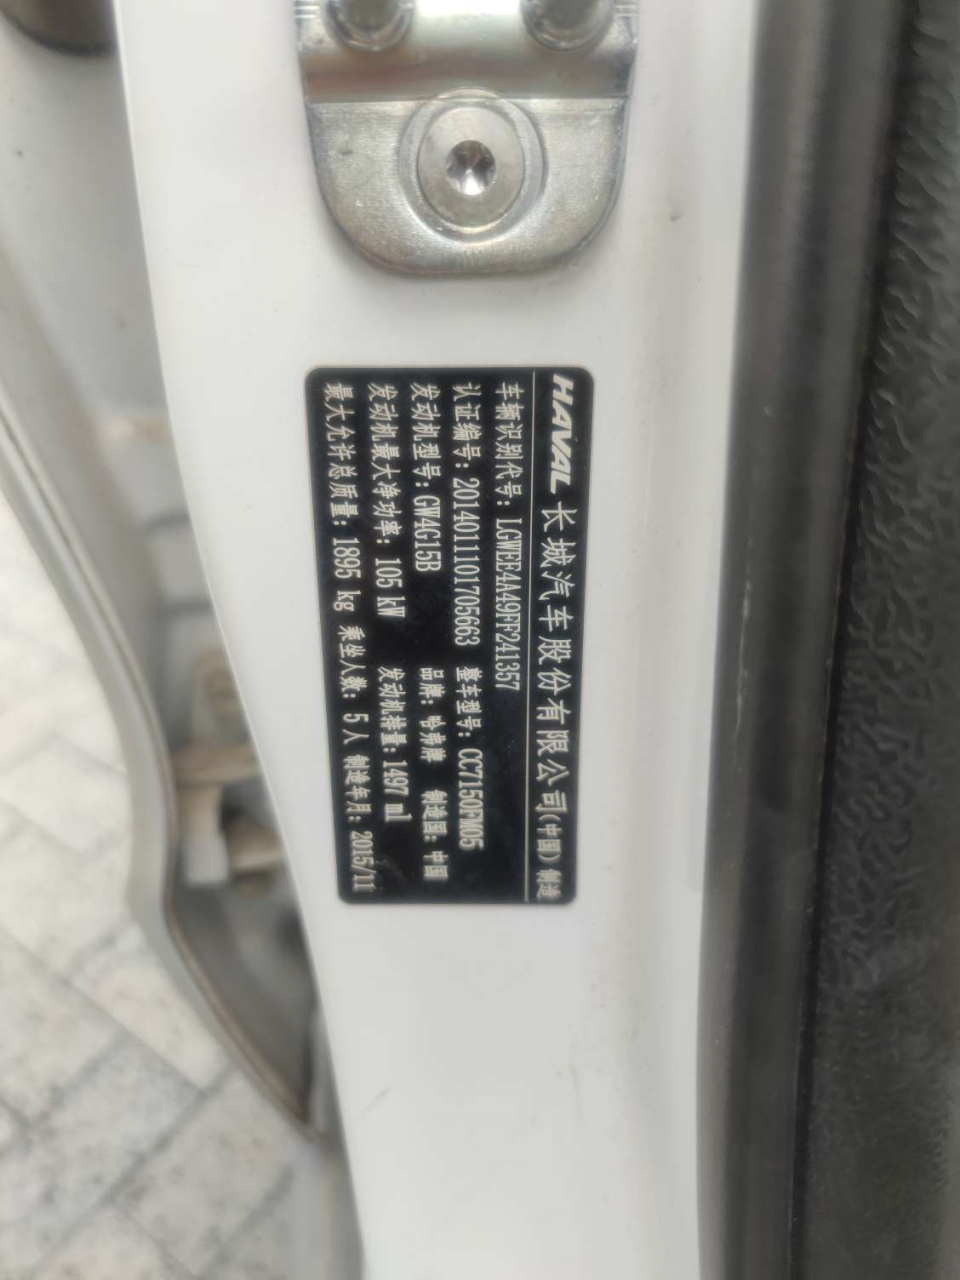 HAVAL 长城汽车股份有限公司(中国) 制造
车辆识别代号: LGWEE4A49FF241357
认证编号: 2014011101705663 整车型号: CC7150FM05
发动机型号: GW4G15B 品牌: 哈弗牌 制造国: 中国
发动机最大净功率: 105 kW 发动机排量: 1497 ml
最大允许总质量: 1895 kg 乘坐人数: 5 人 制造年月: 2015/11